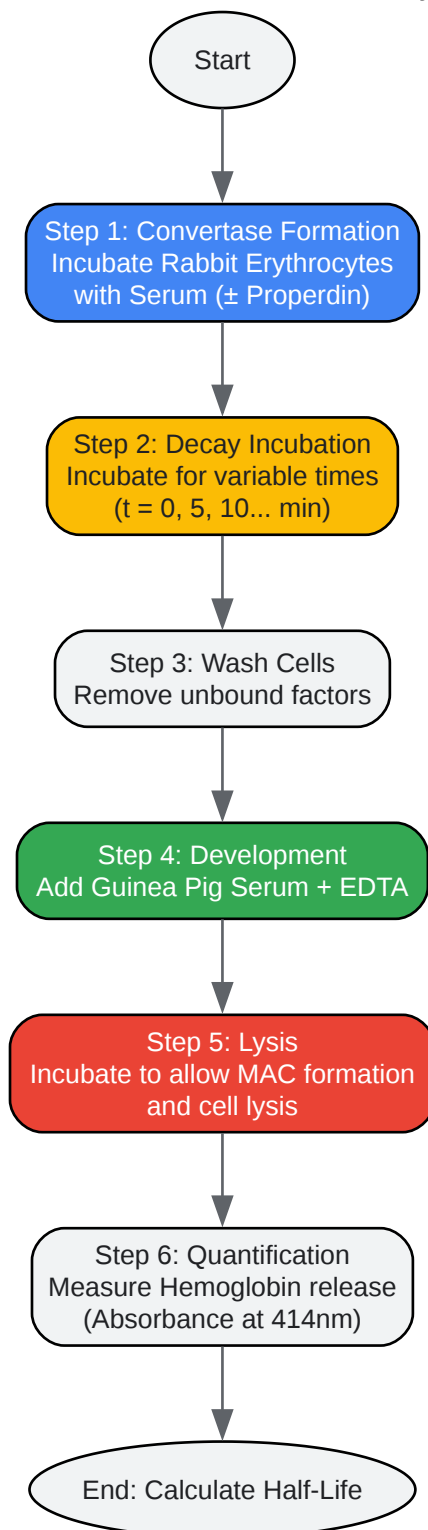 Start
Step 1: Convertase Formation
Incubate Rabbit Erythrocytes
with Serum (± Properdin)
Step 2: Decay Incubation
Incubate for variable times
(t = 0, 5, 10... min)
Step 3: Wash Cells
Remove unbound factors
Step 4: Development
Add Guinea Pig Serum + EDTA
Step 5: Lysis
Incubate to allow MAC formation
and cell lysis
Step 6: Quantification
Measure Hemoglobin release
(Absorbance at 414nm)
End: Calculate Half-Life